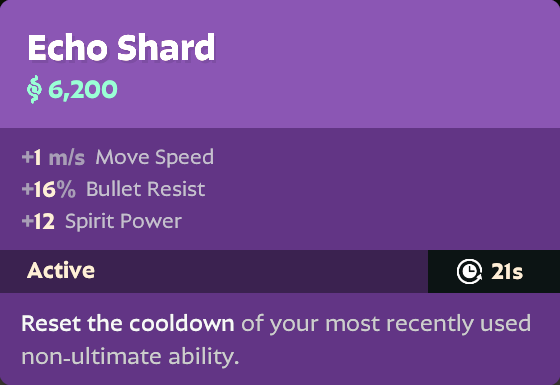 Echo Shard
6,200
+1 m/s Move Speed
+16% Bullet Resist
+12 Spirit Power
Active 21s
Reset the cooldown of your most recently used
non-ultimate ability.